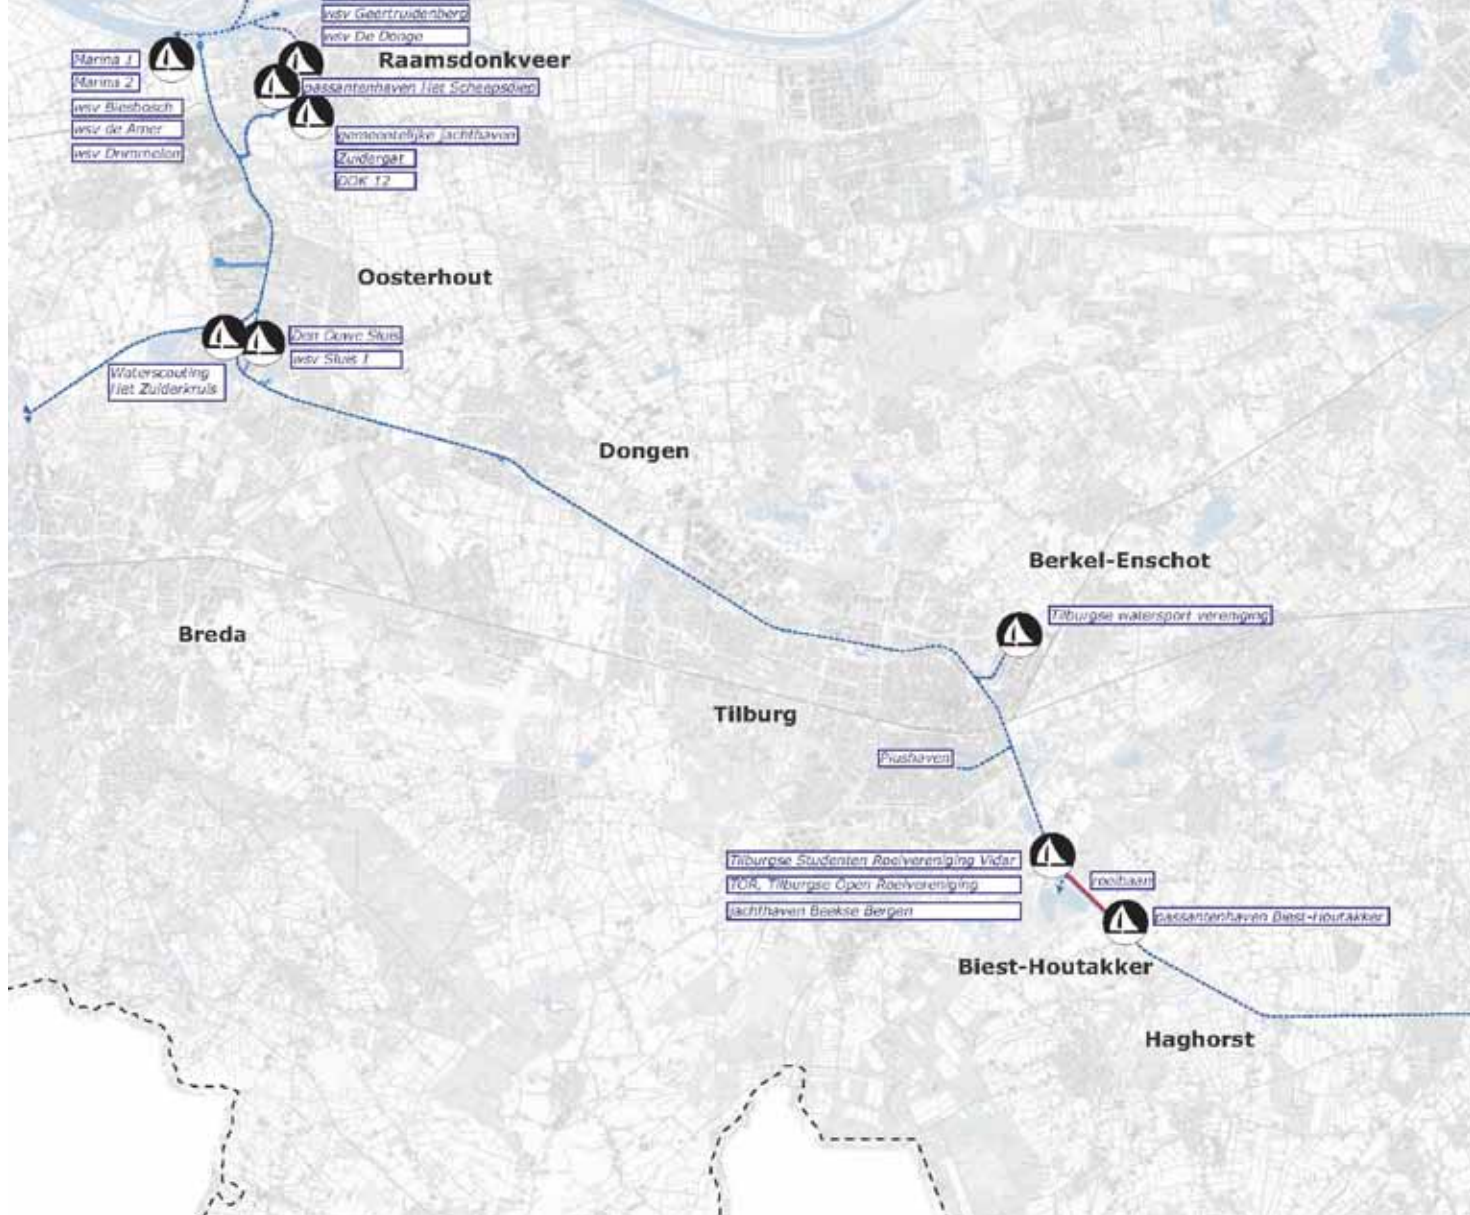 wsv Geertruidenberg
wsv De Donge
Marina 1
Raamsdonkveer
Marina 2
passantenhaven Het Scheepsdiep
wsv Biesbosch
wsv de Amer
gemeentelijke jachthaven
wsv Drimmelen
Zuidergat
DDK 12
Oosterhout
Den Ouwe Sluis
wsv Sluis 1
Waterscouting
Het Zuiderkruis
Dongen
Berkel-Enschot
Tilburgse watersport vereniging
Breda
Tilburg
Piushaven
Tilburgse Studenten Roeivereniging Vidar
roeibaan
TOR, Tilburgse Open Roeivereniging
jachthaven Beekse Bergen
passantenhaven Biest-Houtakker
Biest-Houtakker
Haghorst